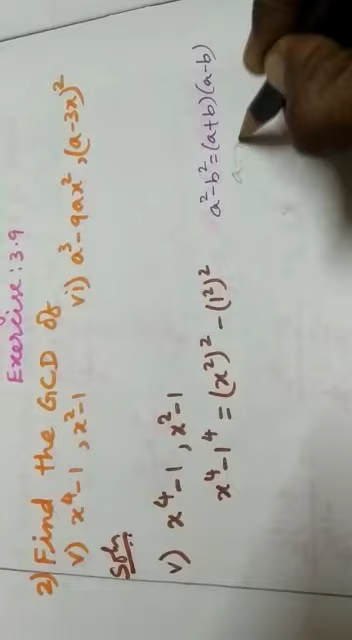 Exercise: 3.9
2) Find the GCD of
v) x⁴-1, x²-1 vi) a³-9ax², (a-3x)²
Soln
v) x⁴-1, x²-1
x⁴-1⁴ = (x²)² - (1²)² a²-b²=(a+b)(a-b)
a